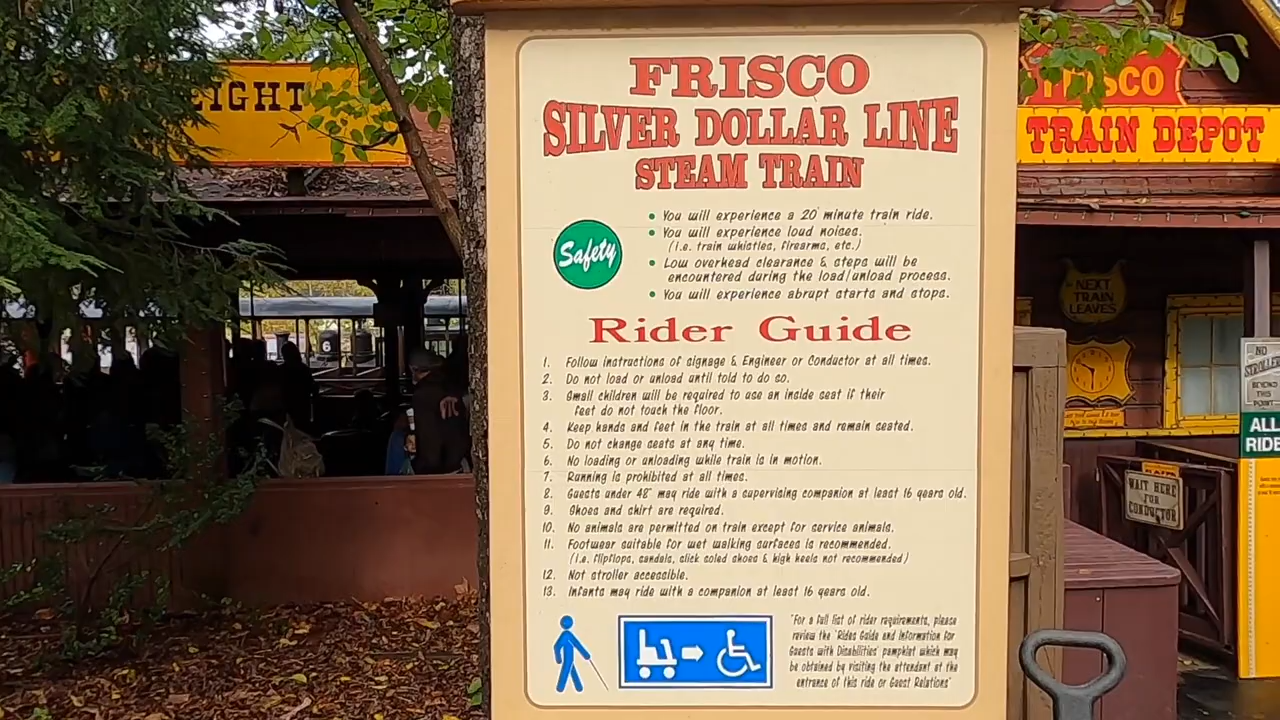 EIGHT
FRISCO
SILVER DOLLAR LINE
STEAM TRAIN
Safety
• You will experience a 20 minute train ride.
• You will experience loud noises.
(i.e. train whistles, firearms, etc.)
• Low overhead clearance & steps will be
encountered during the load/unload process.
• You will experience abrupt starts and stops.
Rider Guide
1. Follow instructions of signage & Engineer or Conductor at all times.
2. Do not load or unload until told to do so.
3. Small children will be required to use an inside seat if their
feet do not touch the floor.
4. Keep hands and feet in the train at all times and remain seated.
5. Do not change seats at any time.
6. No loading or unloading while train is in motion.
7. Running is prohibited at all times.
8. Guests under 48" may ride with a supervising companion at least 16 years old.
9. Shoes and shirt are required.
10. No animals are permitted on train except for service animals.
11. Footwear suitable for wet walking surfaces is recommended.
(i.e. flipflops, sandals, slick soled shoes & high heels not recommended)
12. Not stroller accessible.
13. Infants may ride with a companion at least 16 years old.
"For a full list of rider requirements, please
review the "Rides Guide and Information for
Guests with Disabilities" pamphlet which may
be obtained by visiting the attendant at the
entrance of this ride or Guest Relations"
FRISCO
TRAIN DEPOT
NEXT
TRAIN
LEAVES
6
NO
STROLLERS
BEYOND
THIS
POINT
ALL
RIDE
WAIT HERE
FOR
CONDUCTOR